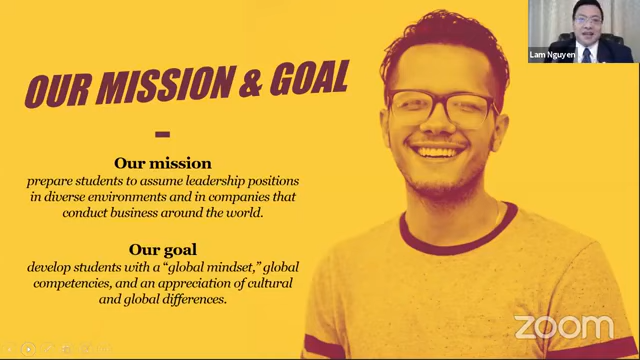 OUR MISSION & GOAL
Our mission
prepare students to assume leadership positions
in diverse environments and in companies that
conduct business around the world.
Our goal
develop students with a “global mindset,” global
competencies, and an appreciation of cultural
and global differences.
Lam Nguyen
zoom